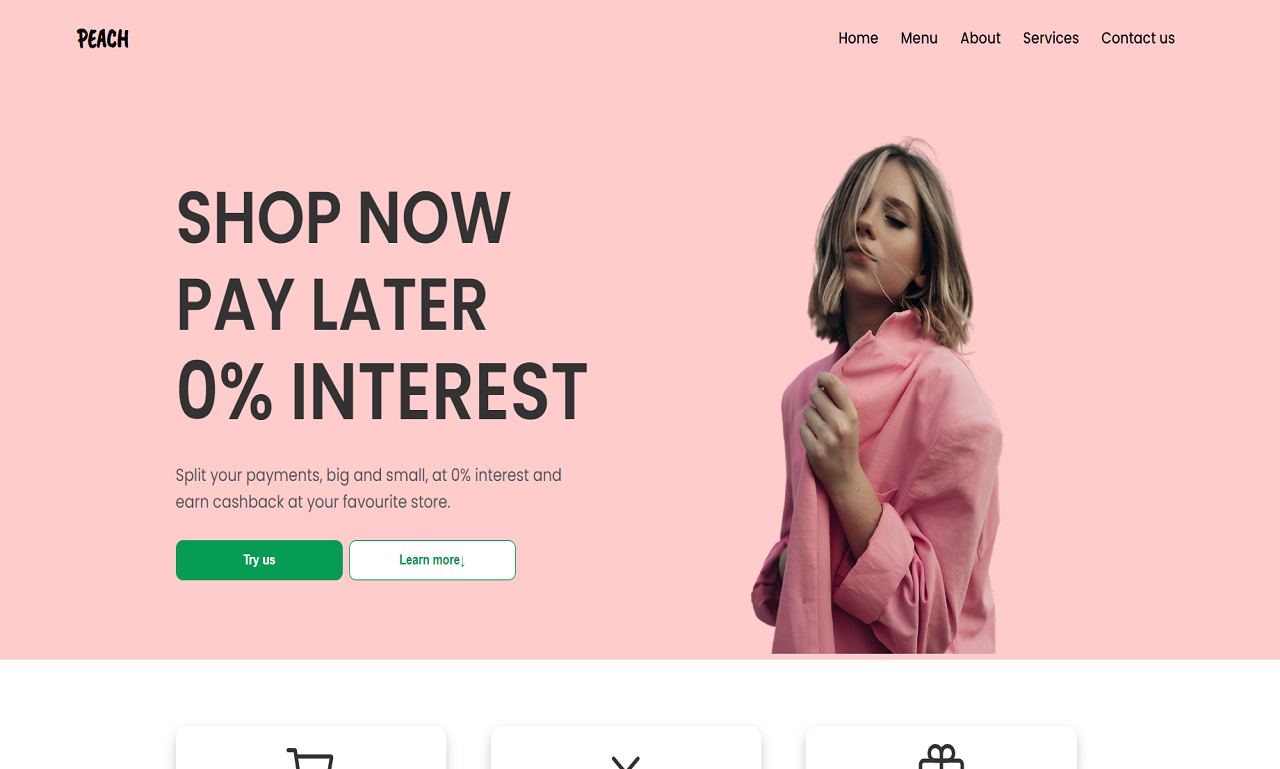 PEACH
Home Menu About Services Contact us
SHOP NOW
PAY LATER
0% INTEREST
Split your payments, big and small, at 0% interest and
earn cashback at your favourite store.
Try us Learn more↓